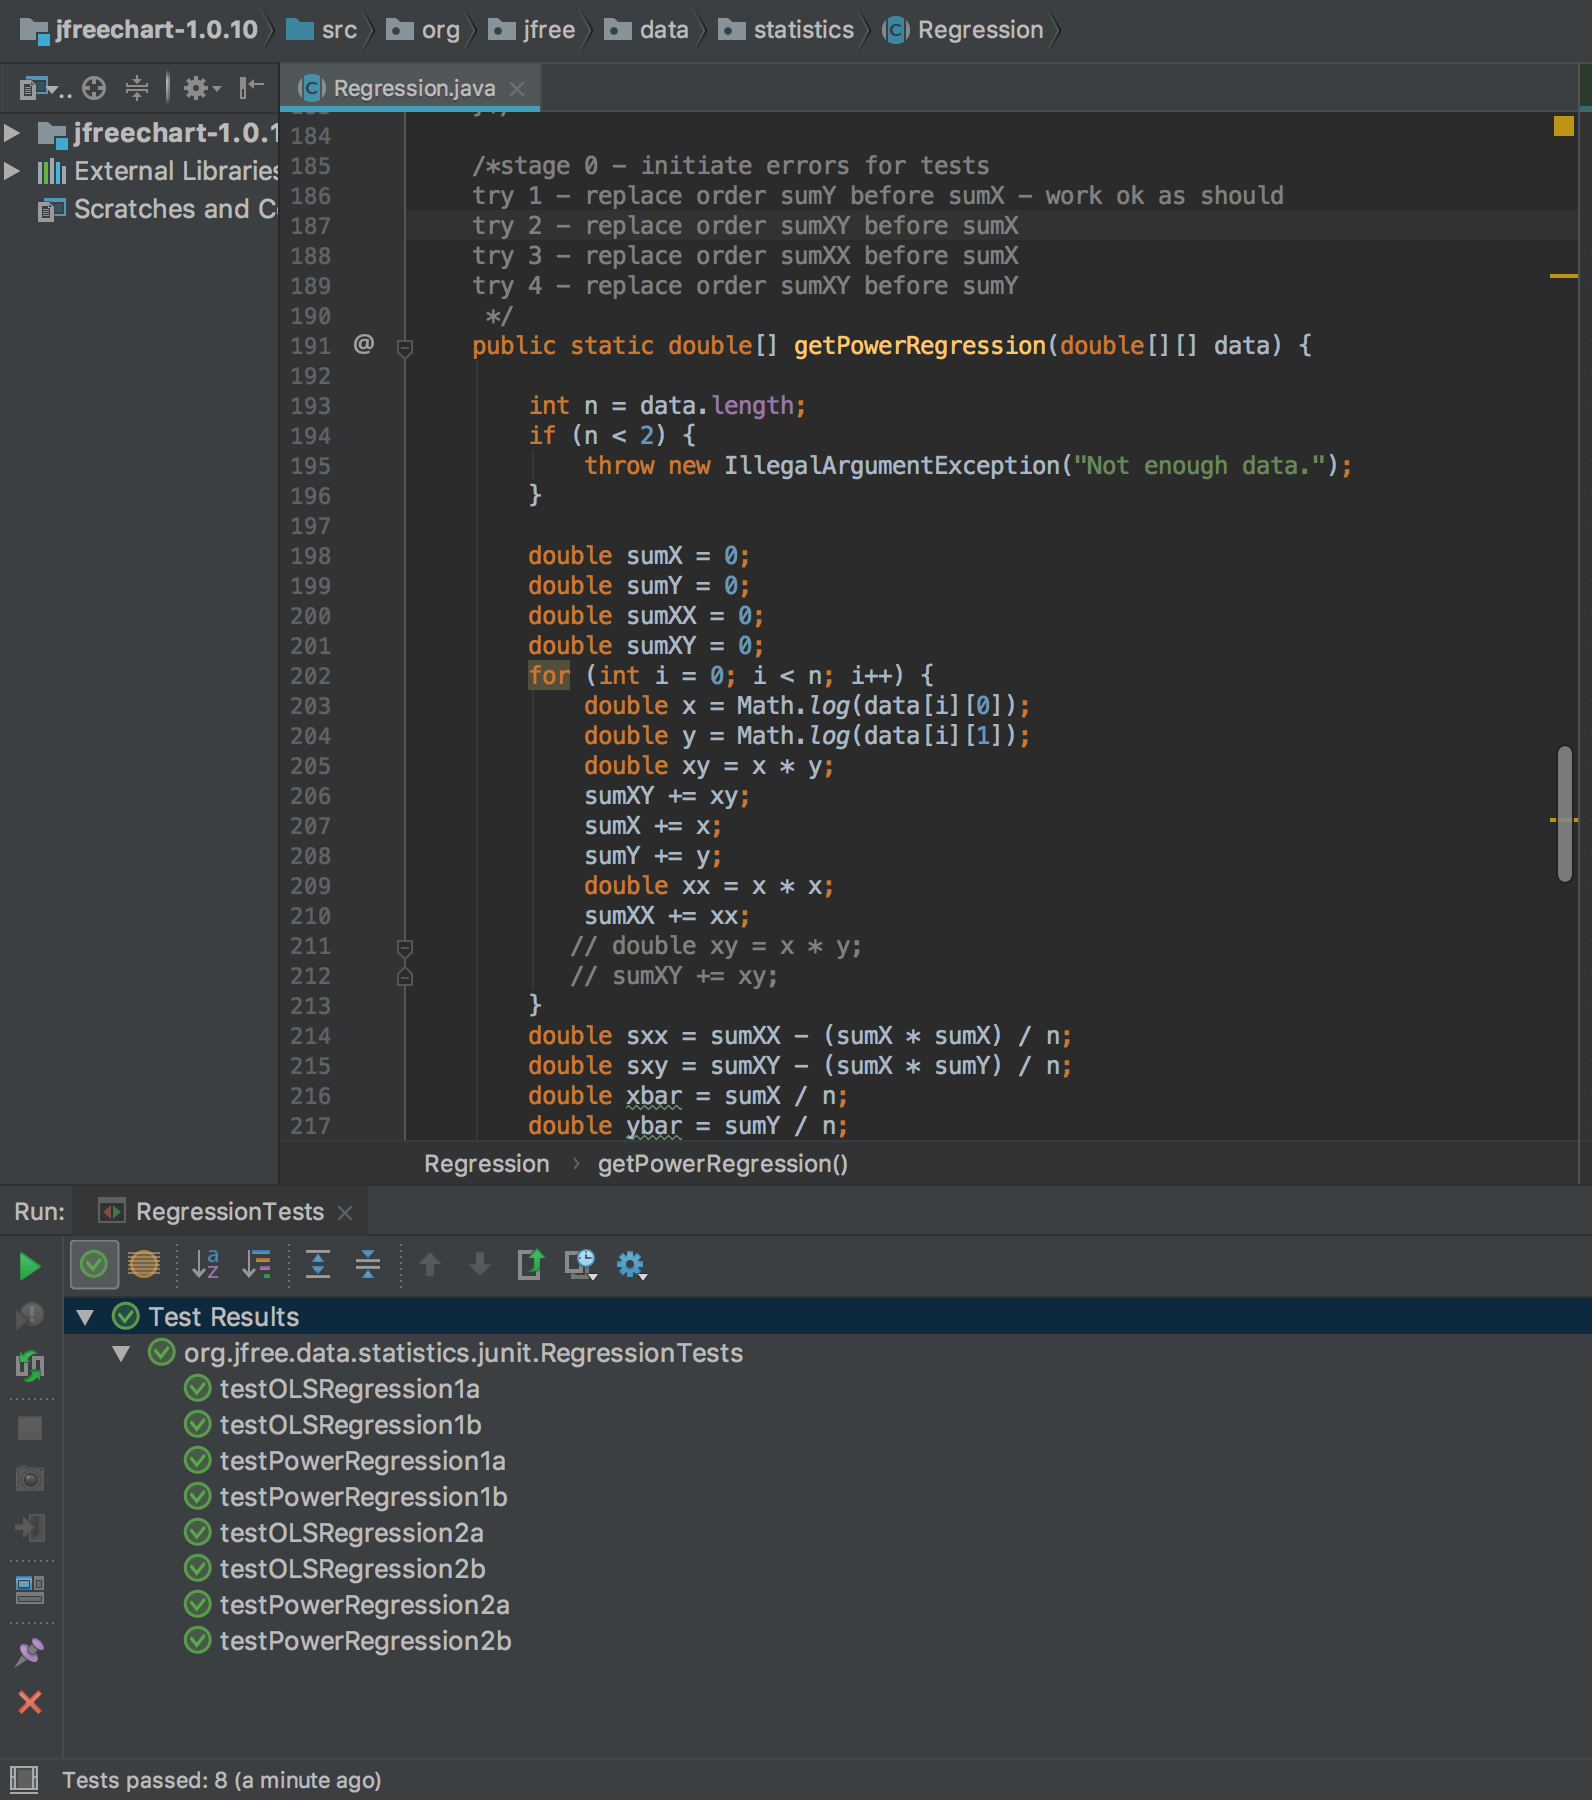 jfreechart-1.0.10 src org jfree data statistics Regression
Regression.java
jfreechart-1.0.1
External Libraries
Scratches and C
184
185 /*stage 0 - initiate errors for tests
186 try 1 - replace order sumY before sumX - work ok as should
187 try 2 - replace order sumXY before sumX
188 try 3 - replace order sumXX before sumX
189 try 4 - replace order sumXY before sumY
190 */
191 @ public static double[] getPowerRegression(double[][] data) {
192
193 int n = data.length;
194 if (n < 2) {
195 throw new IllegalArgumentException("Not enough data.");
196 }
197
198 double sumX = 0;
199 double sumY = 0;
200 double sumXX = 0;
201 double sumXY = 0;
202 for (int i = 0; i < n; i++) {
203 double x = Math.log(data[i][0]);
204 double y = Math.log(data[i][1]);
205 double xy = x * y;
206 sumXY += xy;
207 sumX += x;
208 sumY += y;
209 double xx = x * x;
210 sumXX += xx;
211 // double xy = x * y;
212 // sumXY += xy;
213 }
214 double sxx = sumXX - (sumX * sumX) / n;
215 double sxy = sumXY - (sumX * sumY) / n;
216 double xbar = sumX / n;
217 double ybar = sumY / n;
Regression › getPowerRegression()
Run: RegressionTests
Test Results
org.jfree.data.statistics.junit.RegressionTests
testOLSRegression1a
testOLSRegression1b
testPowerRegression1a
testPowerRegression1b
testOLSRegression2a
testOLSRegression2b
testPowerRegression2a
testPowerRegression2b
Tests passed: 8 (a minute ago)